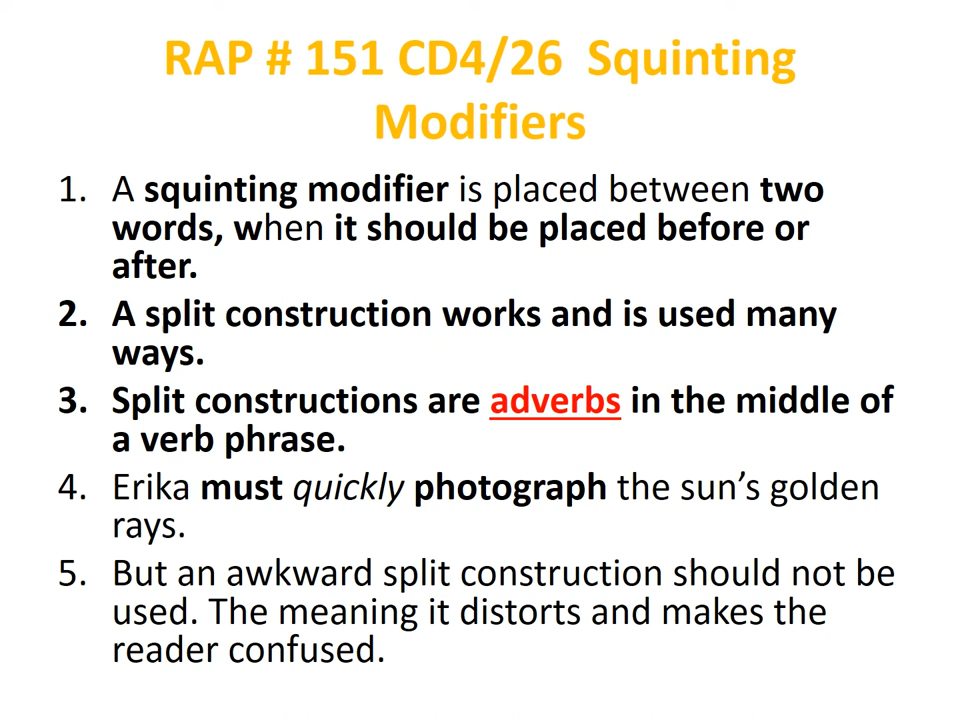 RAP # 151 CD4/26  Squinting
Modifiers
1. A squinting modifier is placed between two
words, when it should be placed before or
after.
2. A split construction works and is used many
ways.
3. Split constructions are adverbs in the middle of
a verb phrase.
4. Erika must quickly photograph the sun’s golden
rays.
5. But an awkward split construction should not be
used. The meaning it distorts and makes the
reader confused.